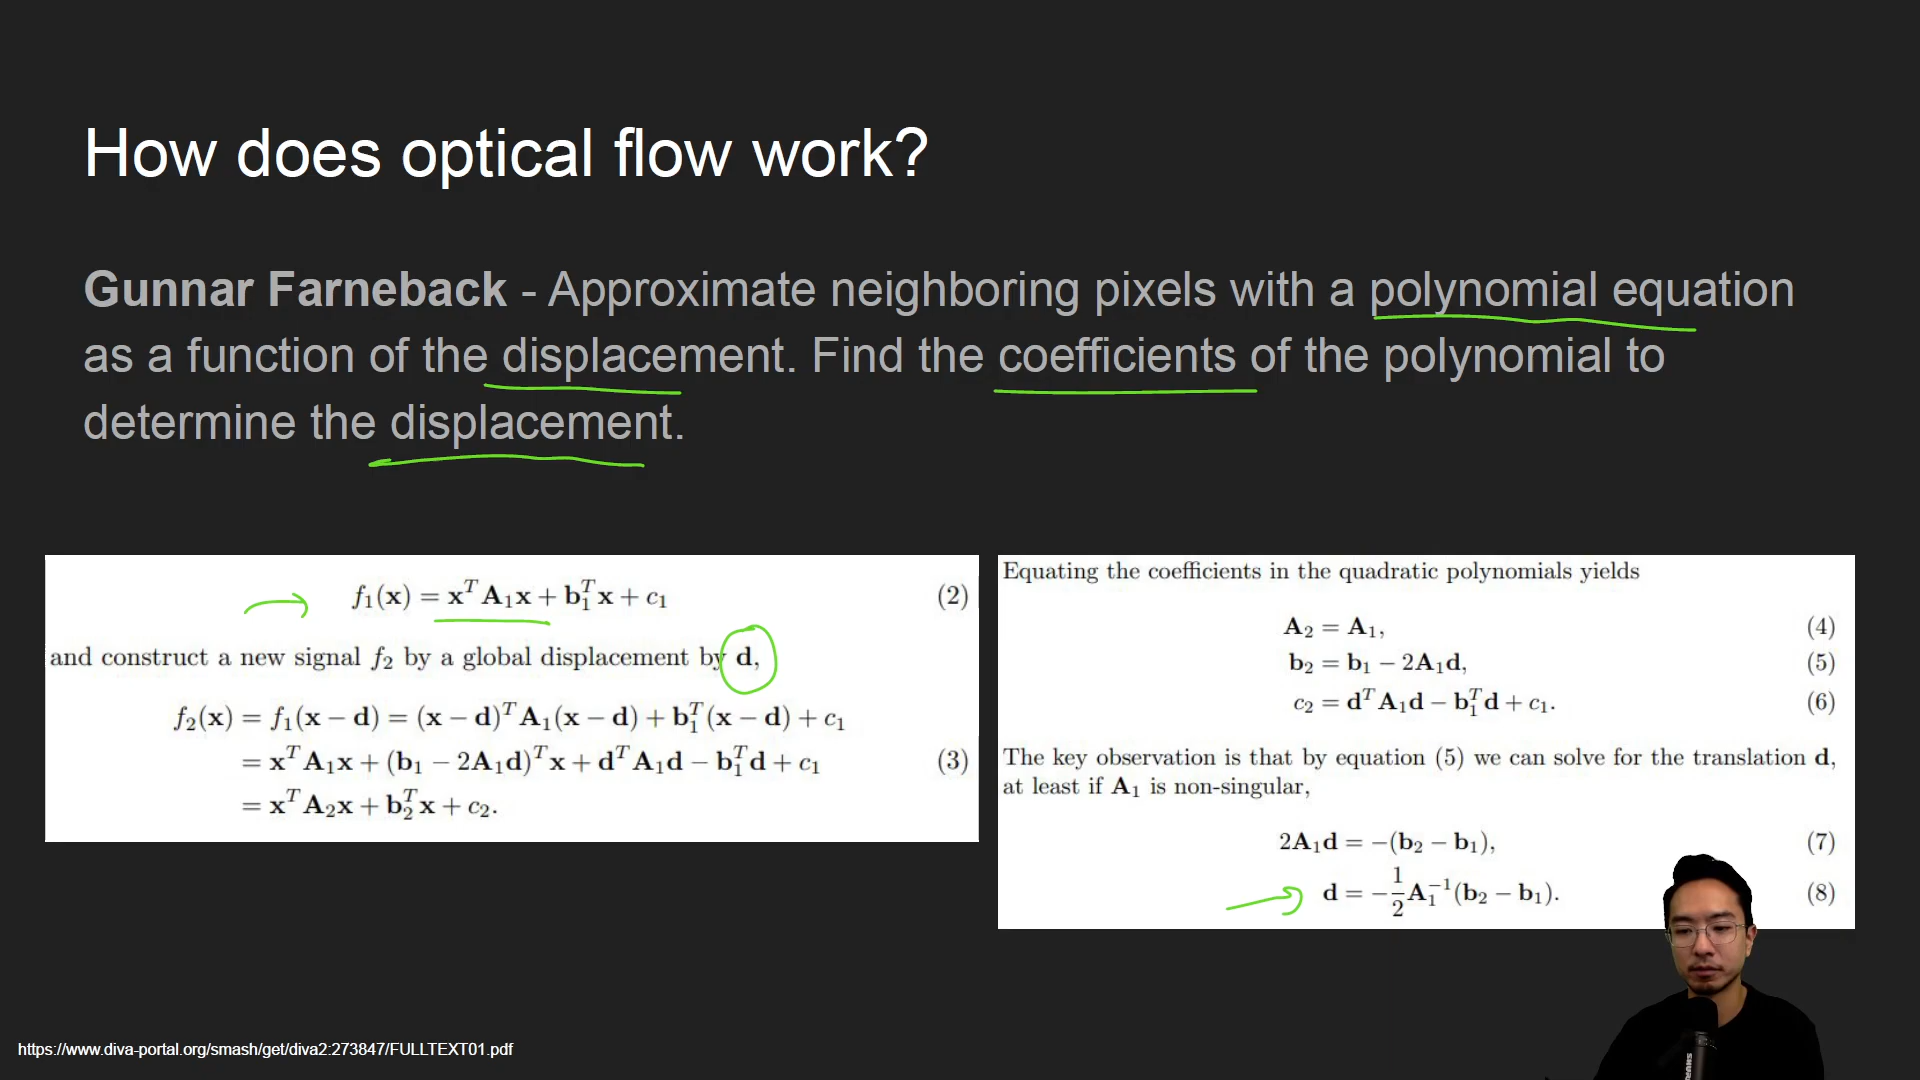 How does optical flow work?
Gunnar Farneback - Approximate neighboring pixels with a polynomial equation
as a function of the displacement. Find the coefficients of the polynomial to
determine the displacement.
f₁(x) = xᵀA₁x + b₁ᵀx + c₁ (2)
and construct a new signal f₂ by a global displacement by d,
f₂(x) = f₁(x − d) = (x − d)ᵀA₁(x − d) + b₁ᵀ(x − d) + c₁
= xᵀA₁x + (b₁ − 2A₁d)ᵀx + dᵀA₁d − b₁ᵀd + c₁ (3)
= xᵀA₂x + b₂ᵀx + c₂.
Equating the coefficients in the quadratic polynomials yields
A₂ = A₁, (4)
b₂ = b₁ − 2A₁d, (5)
c₂ = dᵀA₁d − b₁ᵀd + c₁. (6)
The key observation is that by equation (5) we can solve for the translation d,
at least if A₁ is non-singular,
2A₁d = −(b₂ − b₁), (7)
d = −1/2 A₁⁻¹(b₂ − b₁). (8)
https://www.diva-portal.org/smash/get/diva2:273847/FULLTEXT01.pdf